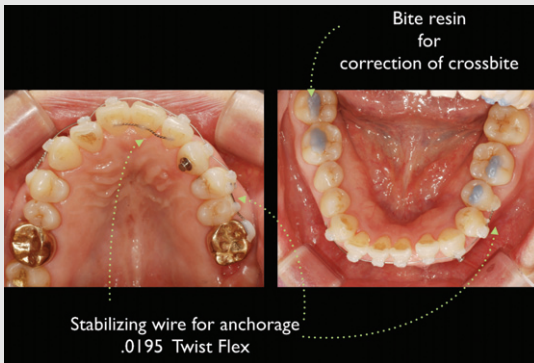 Bite resin
for
correction of crossbite
Stabilizing wire for anchorage
.0195 Twist Flex